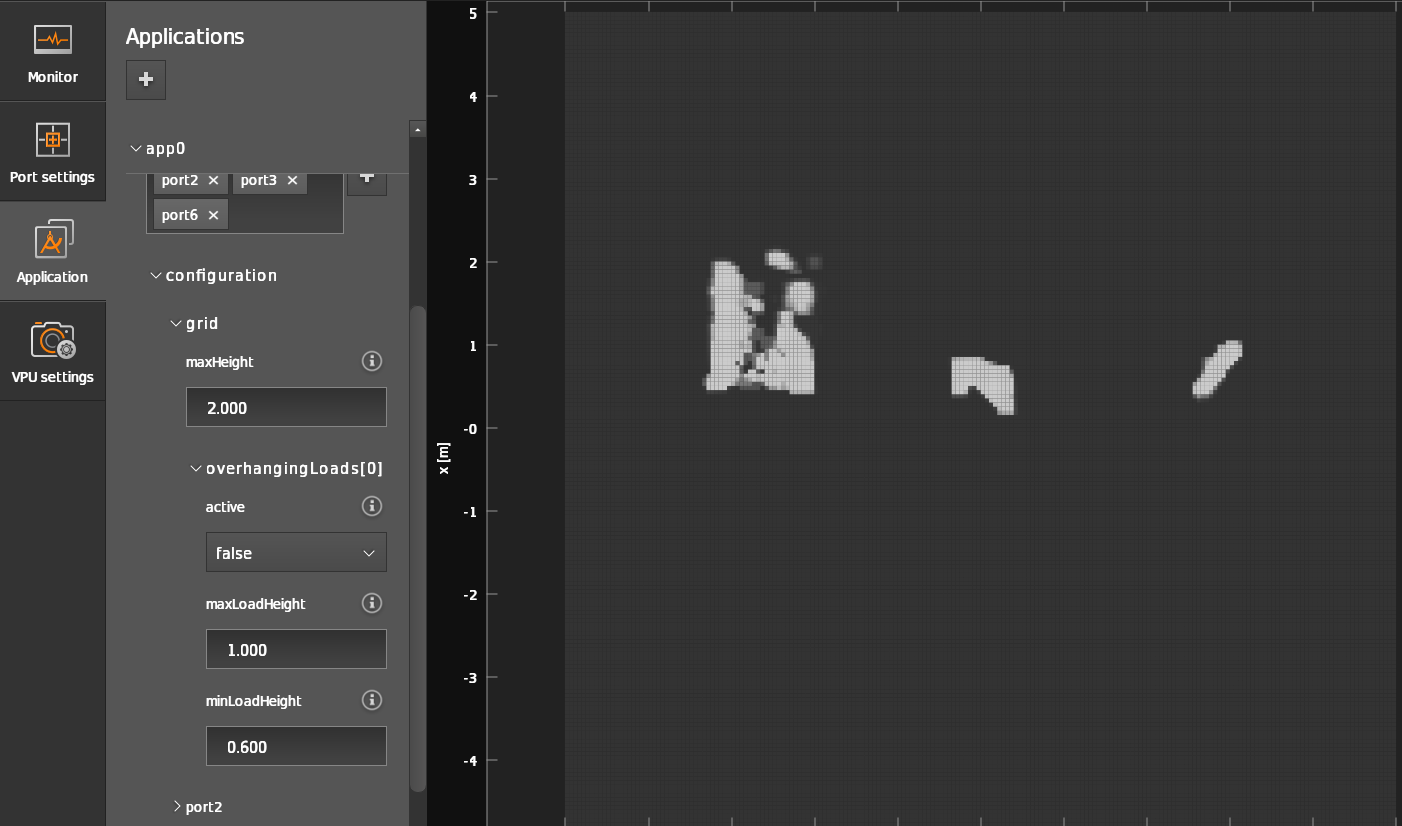 Monitor
Port settings
Application
VPU settings
Applications
app0
port2 port3
port6
configuration
grid
maxHeight
2.000
overhangingLoads[0]
active
false
maxLoadHeight
1.000
minLoadHeight
0.600
port2
x [m]
5
4
3
2
1
-0
-1
-2
-3
-4